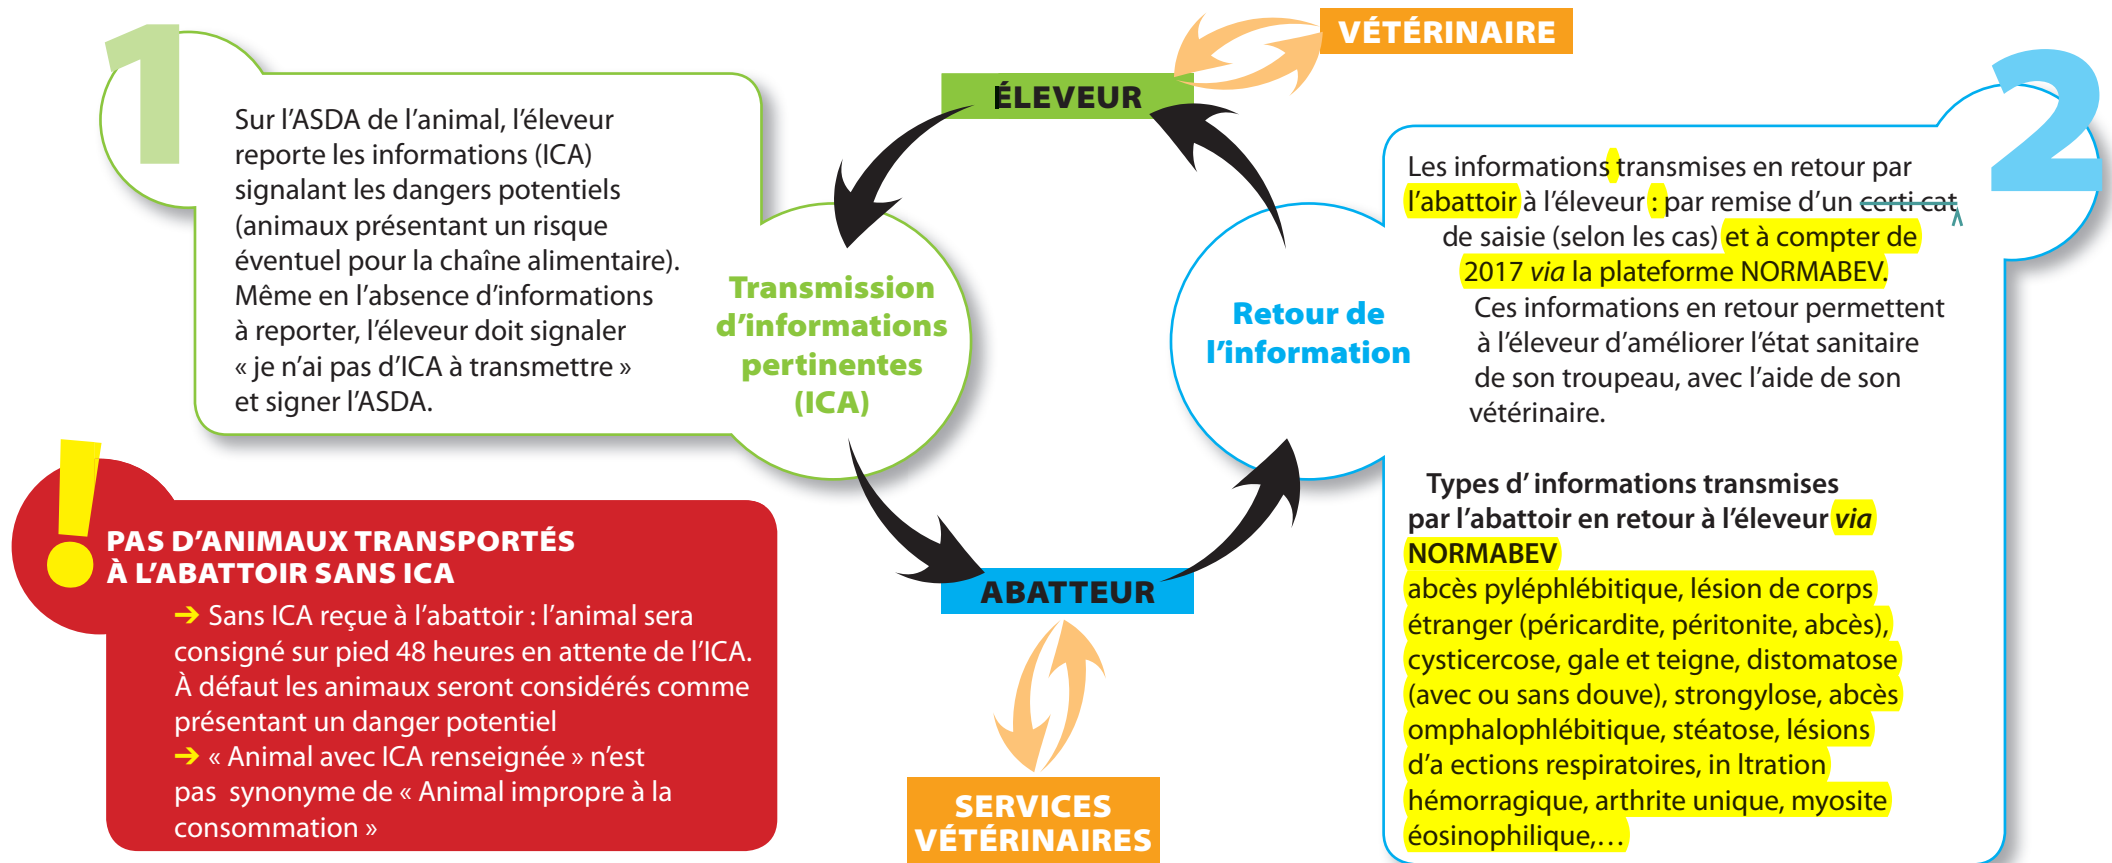 1
Sur l’ASDA de l’animal, l’éleveur
reporte les informations (ICA)
signalant les dangers potentiels
(animaux présentant un risque
éventuel pour la chaîne alimentaire).
Même en l’absence d’informations
à reporter, l’éleveur doit signaler
« je n’ai pas d’ICA à transmettre »
et signer l’ASDA.
Transmission
d’informations
pertinentes
(ICA)
VÉTÉRINAIRE
ÉLEVEUR
ABATTEUR
SERVICES
VÉTÉRINAIRES
!
PAS D’ANIMAUX TRANSPORTÉS
À L’ABATTOIR SANS ICA
➔ Sans ICA reçue à l’abattoir : l’animal sera
consigné sur pied 48 heures en attente de l’ICA.
À défaut les animaux seront considérés comme
présentant un danger potentiel
➔ « Animal avec ICA renseignée » n’est
pas synonyme de « Animal impropre à la
consommation »
2
Retour de
l’information
Les informations transmises en retour par
l’abattoir à l’éleveur : par remise d’un certi cat
de saisie (selon les cas) et à compter de
2017 via la plateforme NORMABEV.
Ces informations en retour permettent
à l’éleveur d’améliorer l’état sanitaire
de son troupeau, avec l’aide de son
vétérinaire.
Types d’ informations transmises
par l’abattoir en retour à l’éleveur via
NORMABEV
abcès pyléphlébitique, lésion de corps
étranger (péricardite, péritonite, abcès),
cysticercose, gale et teigne, distomatose
(avec ou sans douve), strongylose, abcès
omphalophlébitique, stéatose, lésions
d’a ections respiratoires, in ltration
hémorragique, arthrite unique, myosite
éosinophilique,…